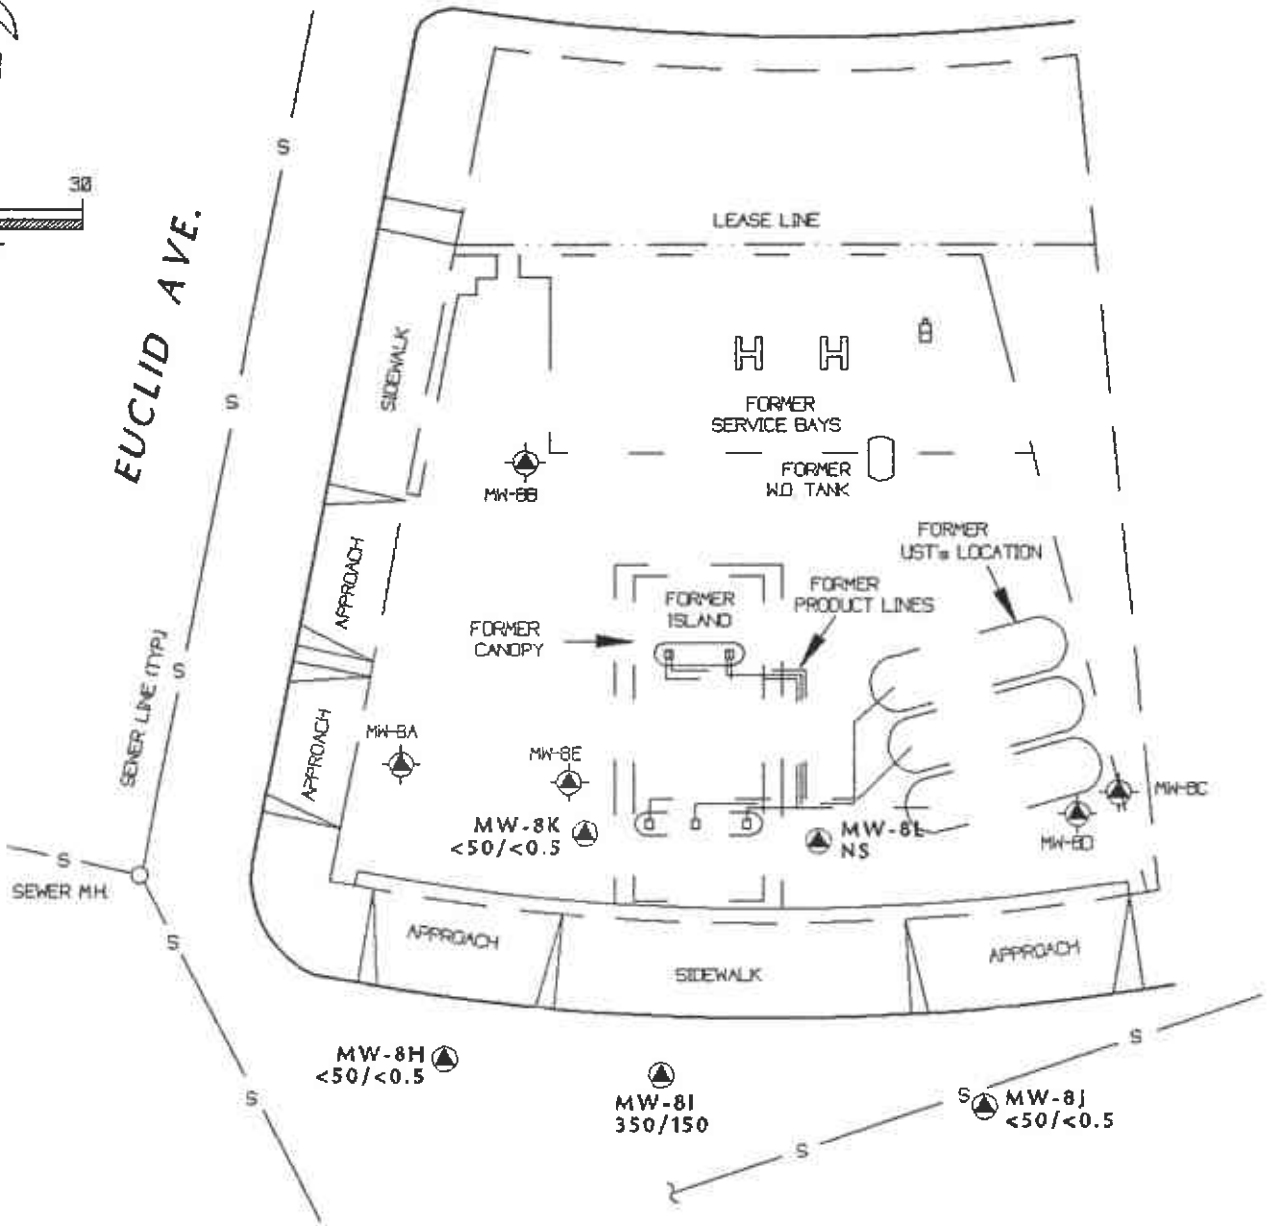 30
EUCLID AVE.
S
LEASE LINE
SIDEWALK
S
FORMER
SERVICE BAYS
FORMER
W.O. TANK
MW-8B
FORMER
UST's LOCATION
APPROACH
FORMER
PRODUCT LINES
FORMER
ISLAND
FORMER
CANOPY
SEWER LINE (TYP.)
S
APPROACH
MW-8A
MW-8E
MW-8C
MW-8D
MW-8K
<50/<0.5
MW-8L
NS
S
SEWER M.H.
S
APPROACH
SIDEWALK
APPROACH
S
MW-8H
<50/<0.5
MW-8I
350/150
S
S
MW-8J
<50/<0.5
S